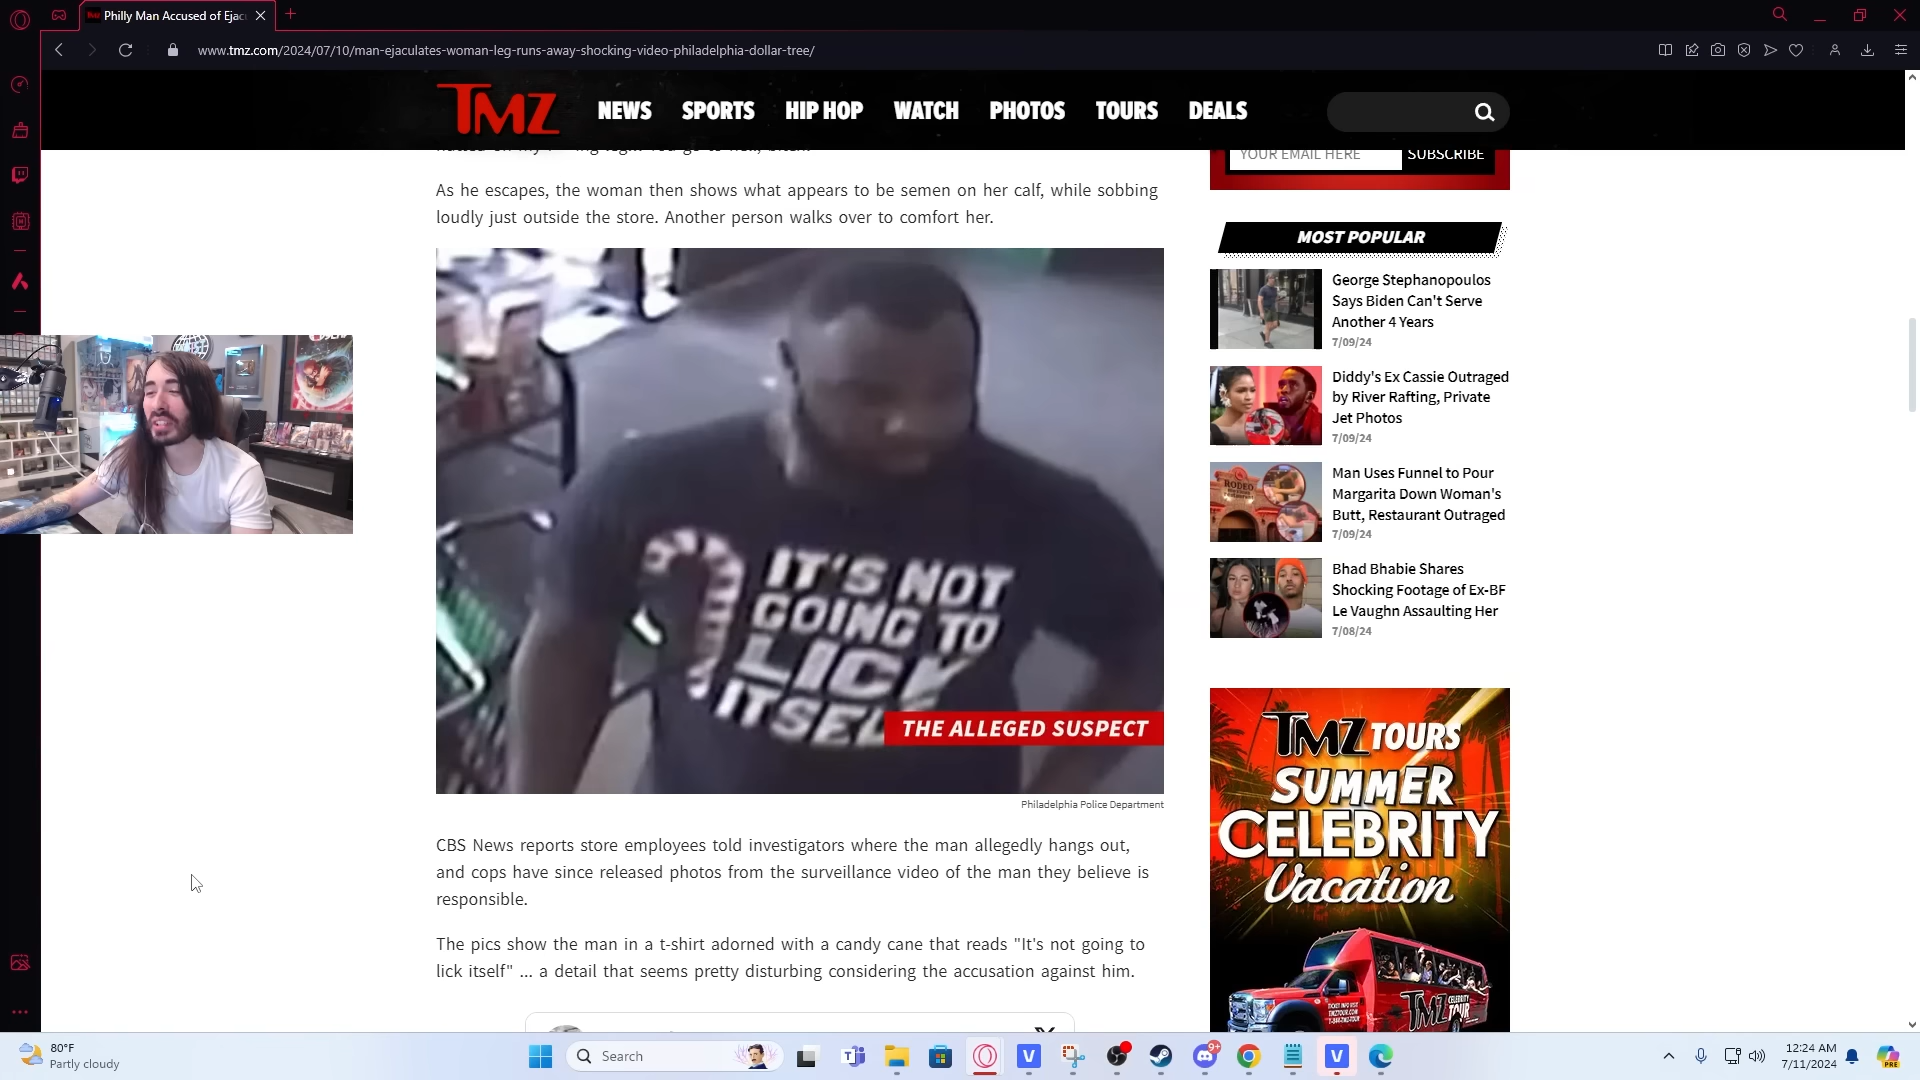 Philly Man Accused of Ejacu
www.tmz.com/2024/07/10/man-ejaculates-woman-leg-runs-away-shocking-video-philadelphia-dollar-tree/
TMZ NEWS SPORTS HIP HOP WATCH PHOTOS TOURS DEALS
YOUR EMAIL HERE SUBSCRIBE
As he escapes, the woman then shows what appears to be semen on her calf, while sobbing
loudly just outside the store. Another person walks over to comfort her.
IT'S NOT
GOING TO
LICK
ITSEL
THE ALLEGED SUSPECT
Philadelphia Police Department
CBS News reports store employees told investigators where the man allegedly hangs out,
and cops have since released photos from the surveillance video of the man they believe is
responsible.
The pics show the man in a t-shirt adorned with a candy cane that reads "It's not going to
lick itself" ... a detail that seems pretty disturbing considering the accusation against him.
MOST POPULAR
George Stephanopoulos
Says Biden Can't Serve
Another 4 Years
7/09/24
Diddy's Ex Cassie Outraged
by River Rafting, Private
Jet Photos
7/09/24
RODEO
Man Uses Funnel to Pour
Margarita Down Woman's
Butt, Restaurant Outraged
7/09/24
Bhad Bhabie Shares
Shocking Footage of Ex-BF
Le Vaughn Assaulting Her
7/08/24
TMZ TOURS
SUMMER
CELEBRITY
Vacation
TMZ CELEBRITY TOUR
80°F
Partly cloudy
Search
9+
12:24 AM
7/11/2024
PRE